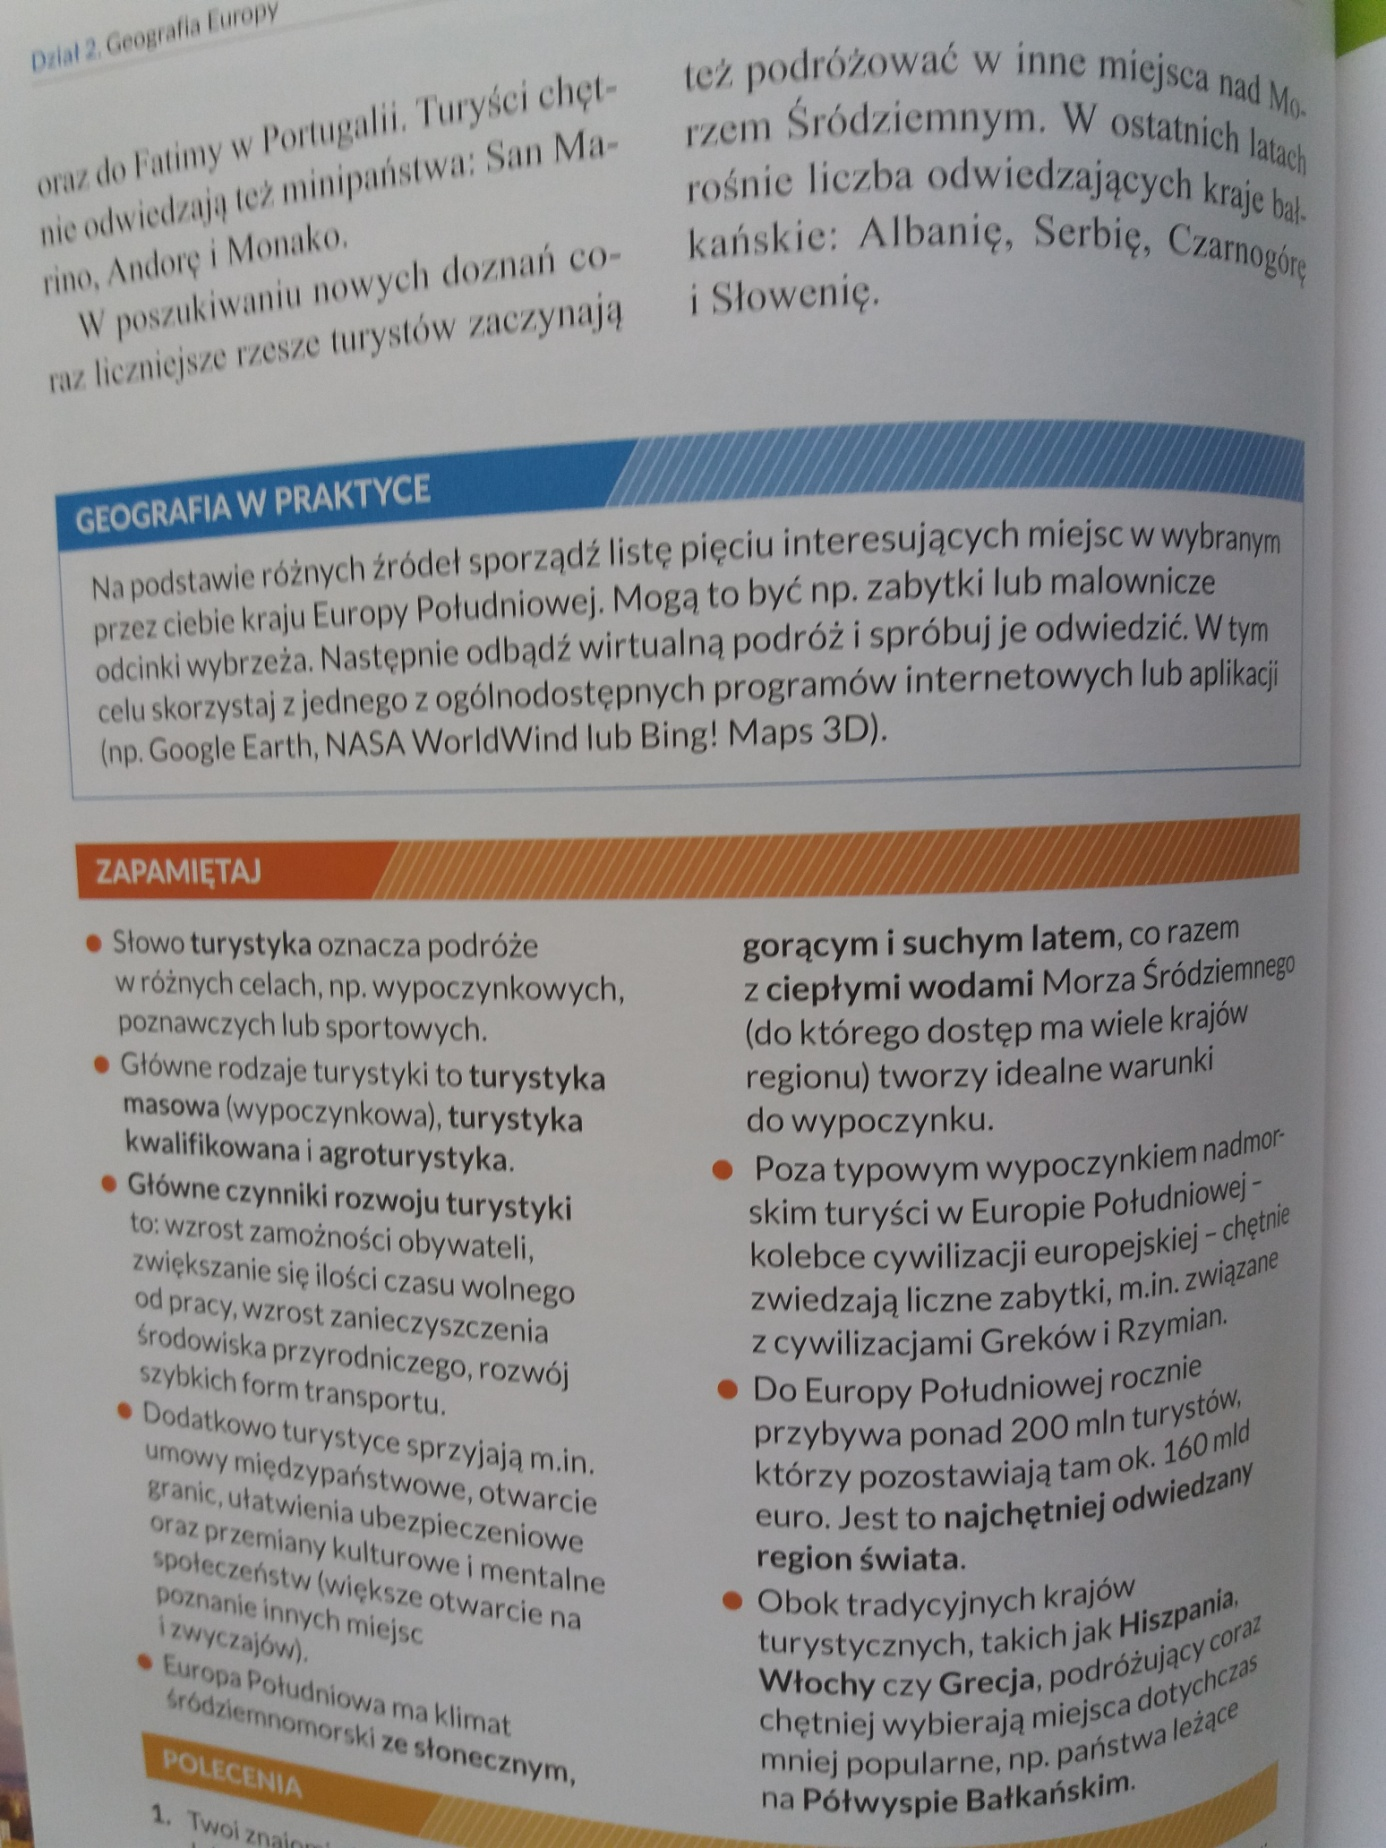 Dział 2. Geografia Europy
oraz do Fatimy w Portugalii. Turyści chęt-
nie odwiedzają też minipaństwa: San Ma-
rino, Andorę i Monako.
W poszukiwaniu nowych doznań co-
raz liczniejsze rzesze turystów zaczynają
też podróżować w inne miejsca nad Mo-
rzem Śródziemnym. W ostatnich latach
rośnie liczba odwiedzających kraje bał-
kańskie: Albanię, Serbię, Czarnogórę
i Słowenię.
GEOGRAFIA W PRAKTYCE
Na podstawie różnych źródeł sporządź listę pięciu interesujących miejsc w wybranym
przez ciebie kraju Europy Południowej. Mogą to być np. zabytki lub malownicze
odcinki wybrzeża. Następnie odbądź wirtualną podróż i spróbuj je odwiedzić. W tym
celu skorzystaj z jednego z ogólnodostępnych programów internetowych lub aplikacji
(np. Google Earth, NASA WorldWind lub Bing! Maps 3D).
ZAPAMIĘTAJ
● Słowo turystyka oznacza podróże
w różnych celach, np. wypoczynkowych,
poznawczych lub sportowych.
● Główne rodzaje turystyki to turystyka
masowa (wypoczynkowa), turystyka
kwalifikowana i agroturystyka.
● Główne czynniki rozwoju turystyki
to: wzrost zamożności obywateli,
zwiększanie się ilości czasu wolnego
od pracy, wzrost zanieczyszczenia
środowiska przyrodniczego, rozwój
szybkich form transportu.
● Dodatkowo turystyce sprzyjają m.in.
umowy międzypaństwowe, otwarcie
granic, ułatwienia ubezpieczeniowe
oraz przemiany kulturowe i mentalne
społeczeństw (większe otwarcie na
poznanie innych miejsc
i zwyczajów).
● Europa Południowa ma klimat
śródziemnomorski ze słonecznym,
gorącym i suchym latem, co razem
z ciepłymi wodami Morza Śródziemnego
(do którego dostęp ma wiele krajów
regionu) tworzy idealne warunki
do wypoczynku.
● Poza typowym wypoczynkiem nadmor-
skim turyści w Europie Południowej –
kolebce cywilizacji europejskiej – chętnie
zwiedzają liczne zabytki, m.in. związane
z cywilizacjami Greków i Rzymian.
● Do Europy Południowej rocznie
przybywa ponad 200 mln turystów,
którzy pozostawiają tam ok. 160 mld
euro. Jest to najchętniej odwiedzany
region świata.
● Obok tradycyjnych krajów
turystycznych, takich jak Hiszpania,
Włochy czy Grecja, podróżujący coraz
chętniej wybierają miejsca dotychczas
mniej popularne, np. państwa leżące
na Półwyspie Bałkańskim.
POLECENIA
1. Twoi